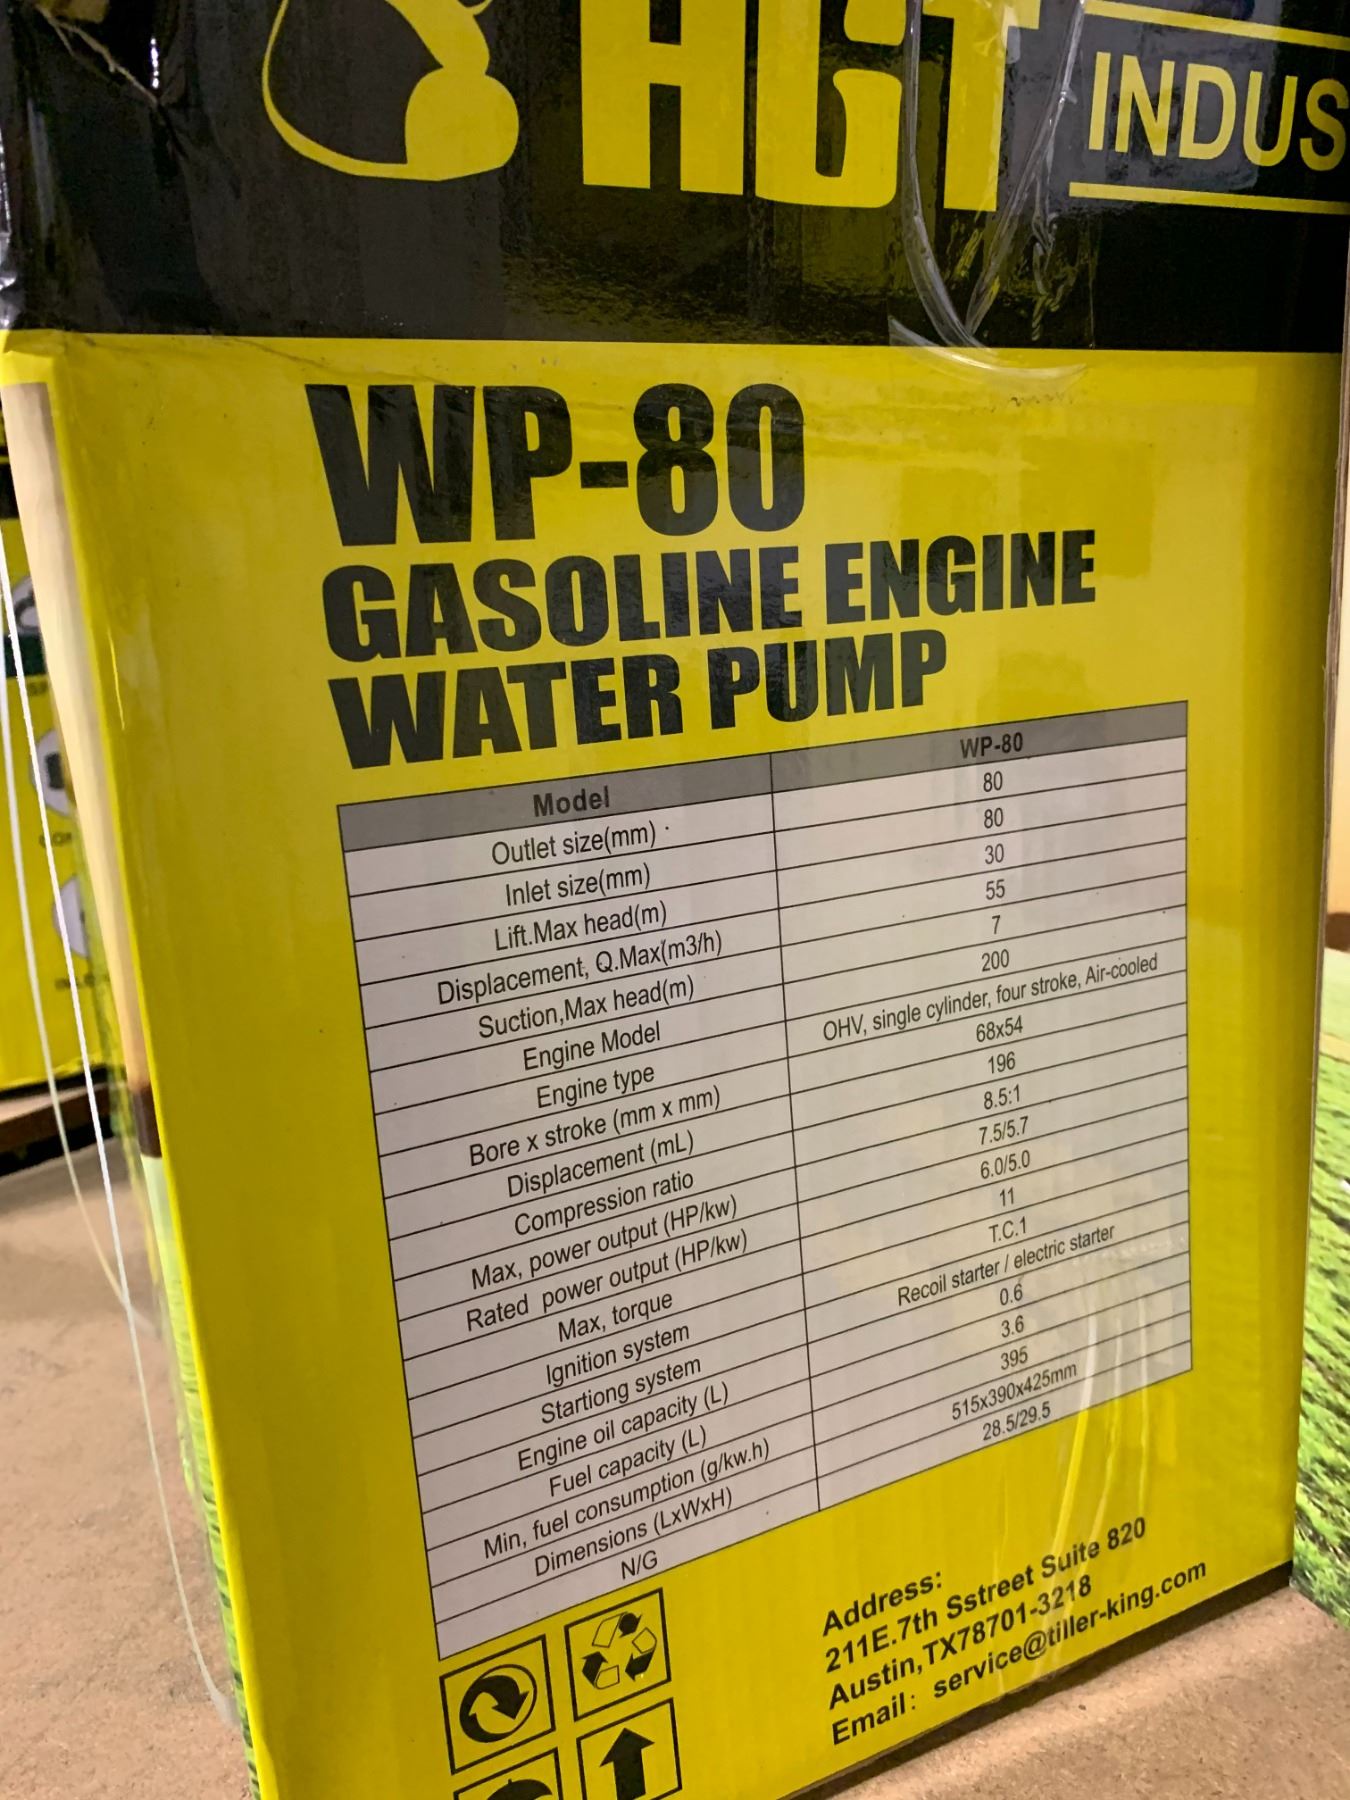 INDUS
WP-80
GASOLINE ENGINE
WATER PUMP
Model WP-80
Outlet size(mm) 80
Inlet size(mm) 80
Lift.Max head(m) 30
Displacement, Q.Max(m3/h) 55
Suction,Max head(m) 7
Engine Model 200
Engine type OHV, single cylinder, four stroke, Air-cooled
Bore x stroke (mm x mm) 68x54
Displacement (mL) 196
Compression ratio 8.5:1
Max, power output (HP/kw) 7.5/5.7
Rated power output (HP/kw) 6.0/5.0
Max, torque 11
Ignition system T.C.1
Startiong system Recoil starter / electric starter
Engine oil capacity (L) 0.6
Fuel capacity (L) 3.6
Min, fuel consumption (g/kw.h) 395
Dimensions (LxWxH) 515x390x425mm
N/G 28.5/29.5
Address:
211E.7th Sstreet Suite 820
Austin,TX78701-3218
Email: service@tiller-king.com